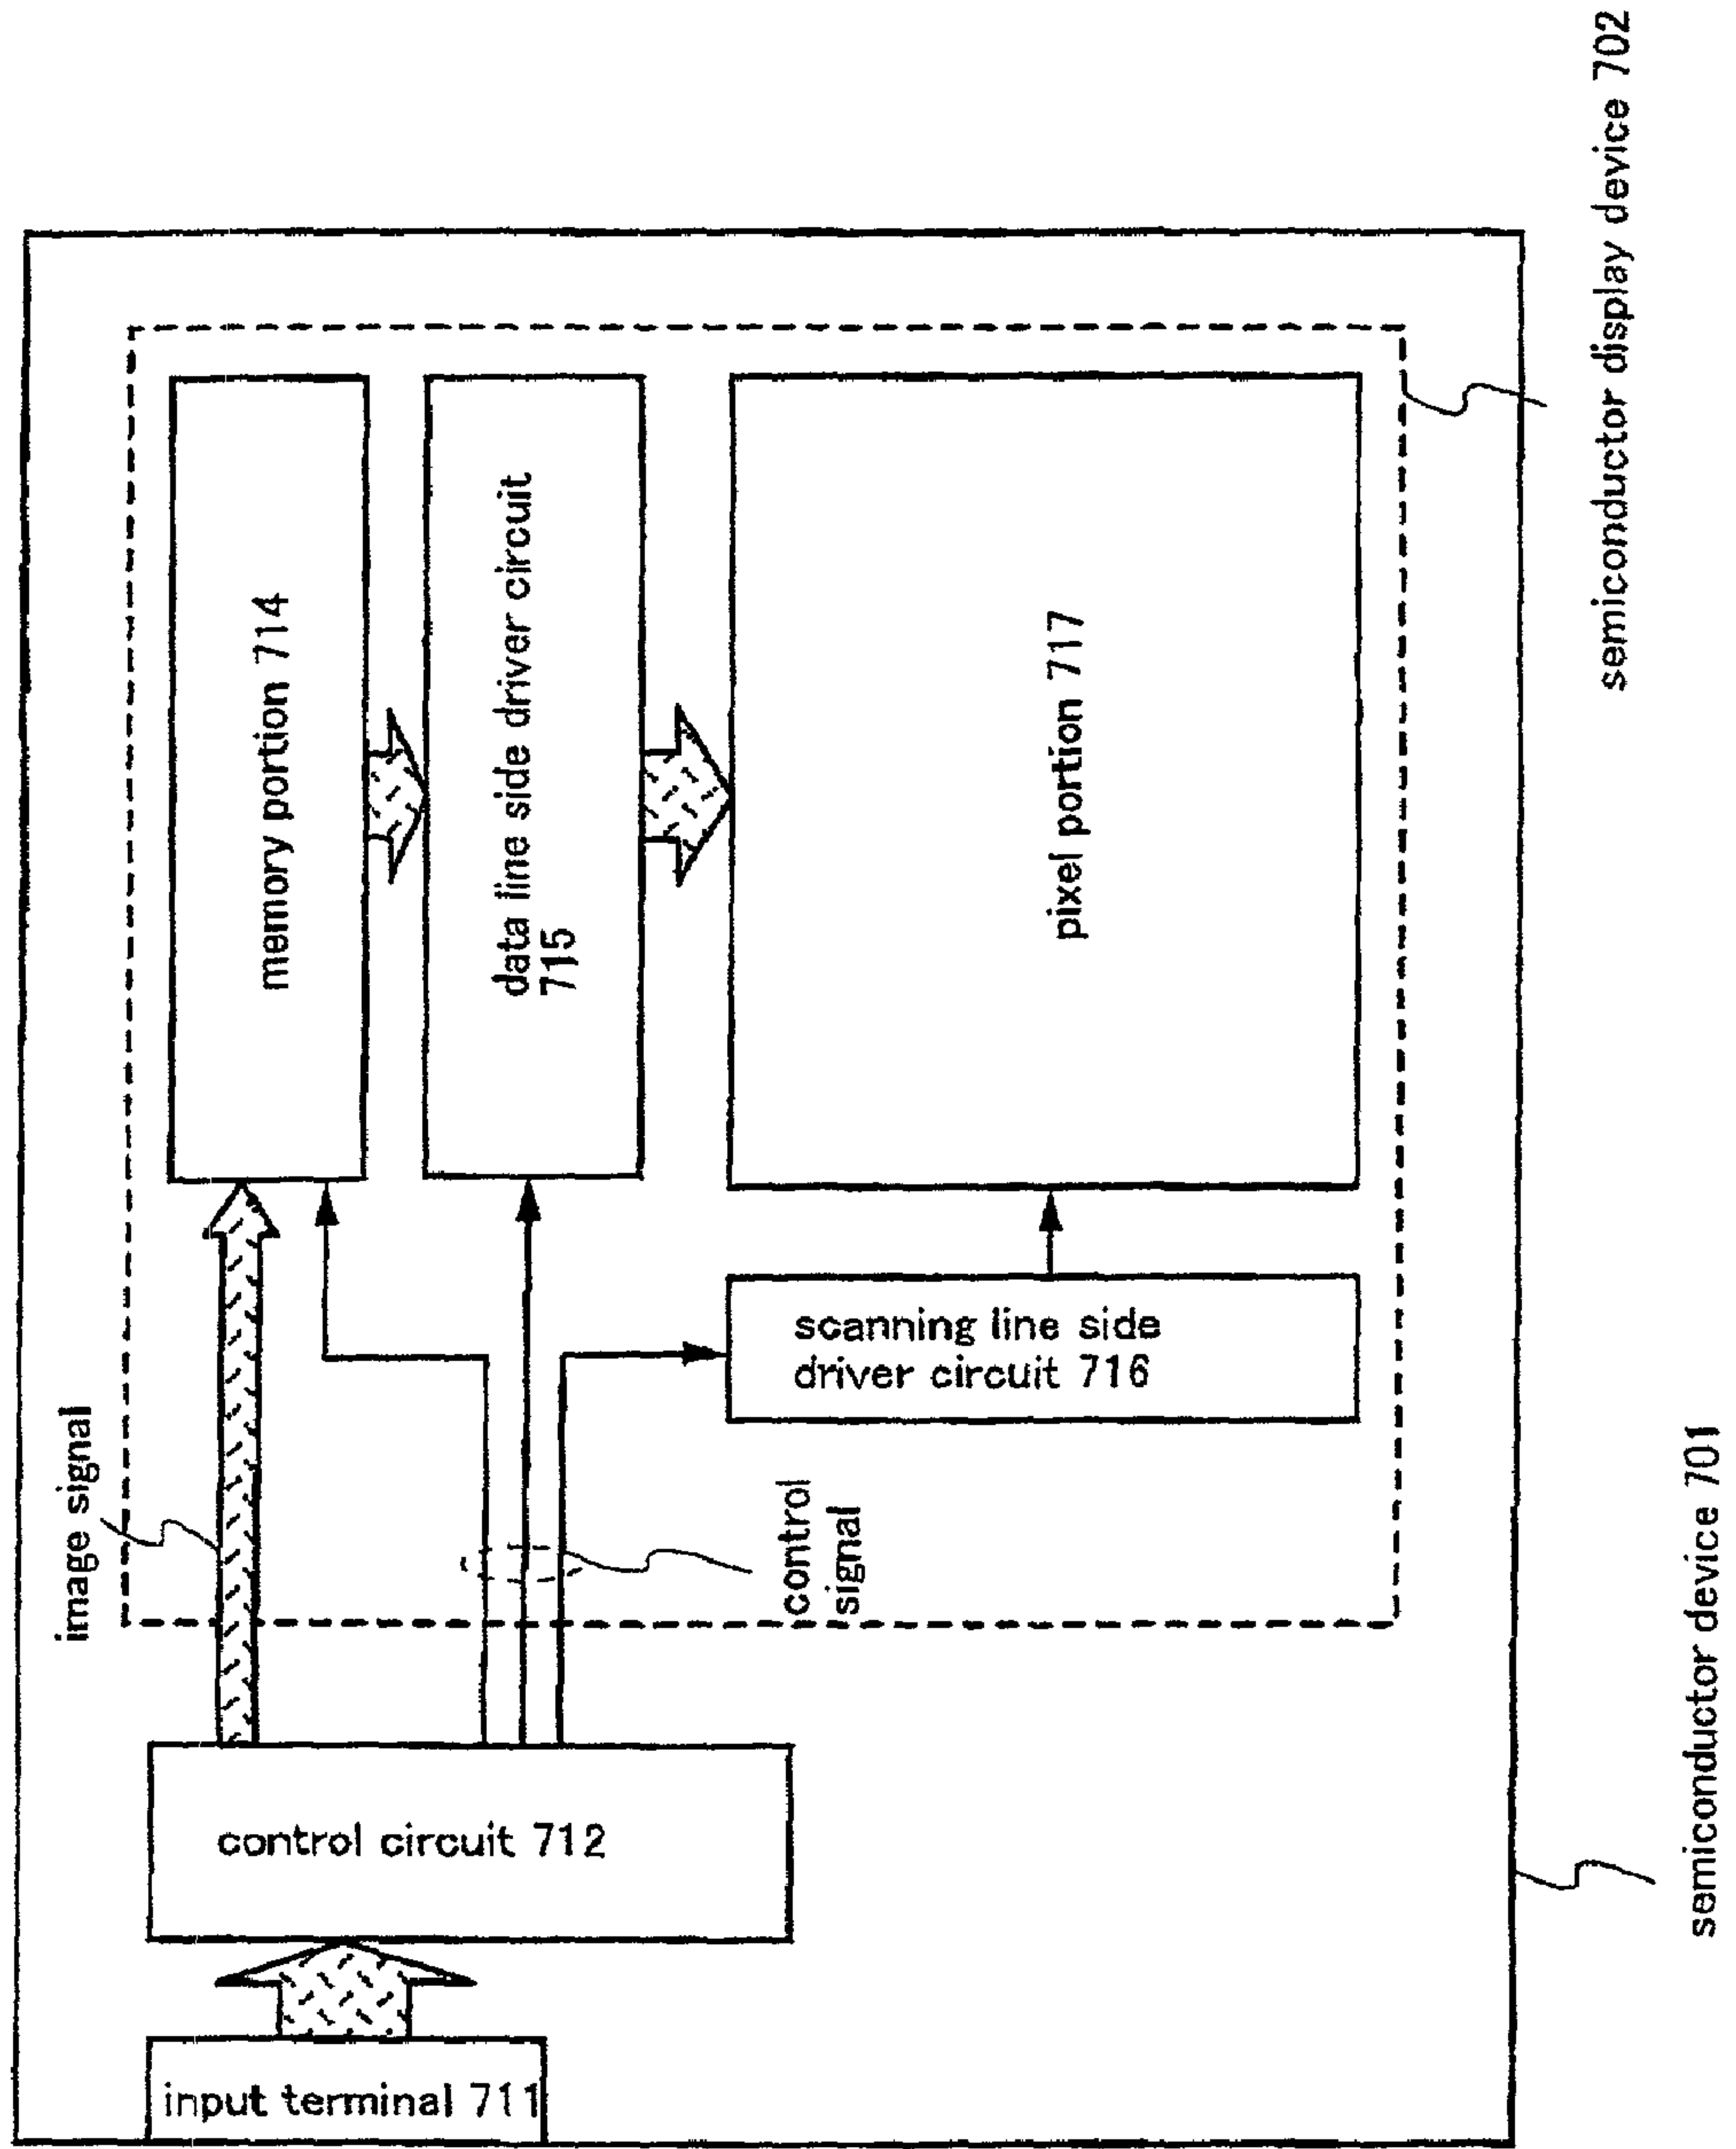 semiconductor display device 702
memory portion 714
data line side driver circuit
715
pixel portion 717
scanning line side
driver circuit 716
image signal
control
signal
control circuit 712
input terminal 711
semiconductor device 701